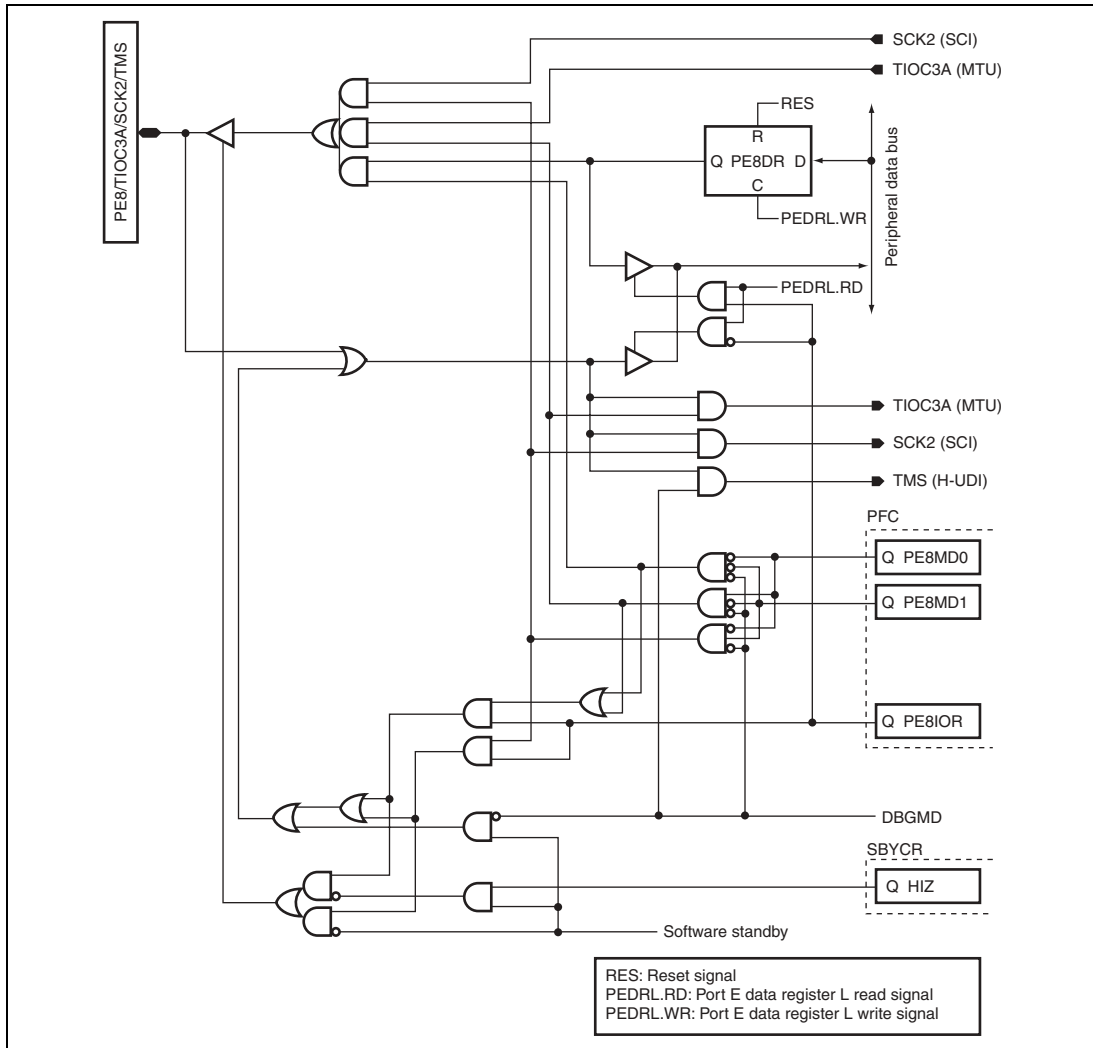 PE8/TIOC3A/SCK2/TMS
SCK2 (SCI)
TIOC3A (MTU)
RES
R
Q PE8DR D
C
PEDRL.WR
Peripheral data bus
PEDRL.RD
TIOC3A (MTU)
SCK2 (SCI)
TMS (H-UDI)
PFC
Q PE8MD0
Q PE8MD1
Q PE8IOR
DBGMD
SBYCR
Q HIZ
Software standby
RES: Reset signal
PEDRL.RD: Port E data register L read signal
PEDRL.WR: Port E data register L write signal